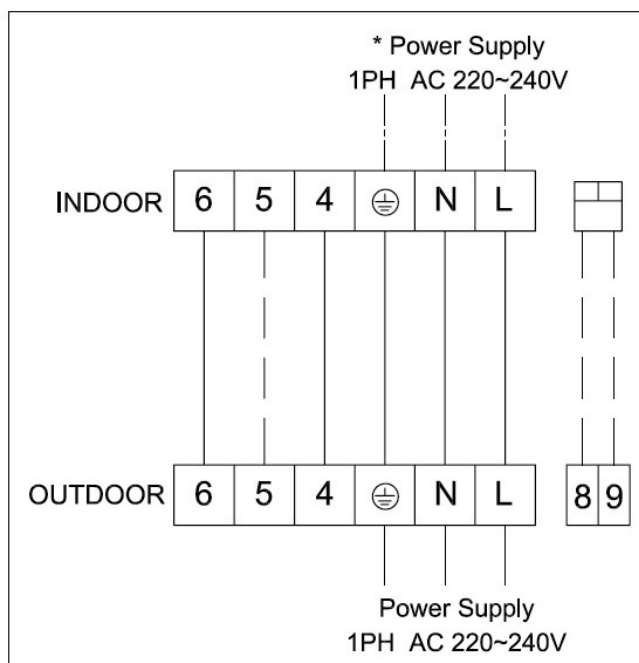 * Power Supply
1PH AC 220~240V
INDOOR 6 5 4 N L
OUTDOOR 6 5 4 N L 8 9
Power Supply
1PH AC 220~240V